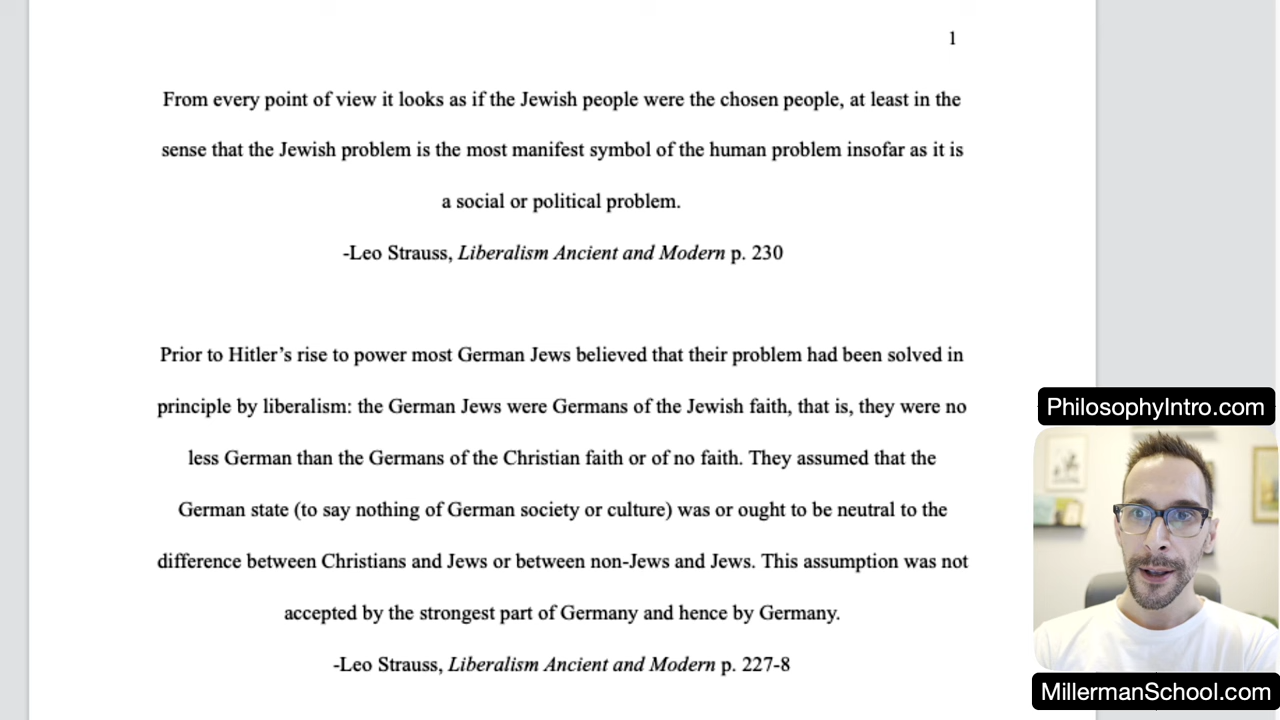 1
From every point of view it looks as if the Jewish people were the chosen people, at least in the
sense that the Jewish problem is the most manifest symbol of the human problem insofar as it is
a social or political problem.
-Leo Strauss, Liberalism Ancient and Modern p. 230
Prior to Hitler’s rise to power most German Jews believed that their problem had been solved in
principle by liberalism: the German Jews were Germans of the Jewish faith, that is, they were no
less German than the Germans of the Christian faith or of no faith. They assumed that the
German state (to say nothing of German society or culture) was or ought to be neutral to the
difference between Christians and Jews or between non-Jews and Jews. This assumption was not
accepted by the strongest part of Germany and hence by Germany.
-Leo Strauss, Liberalism Ancient and Modern p. 227-8
PhilosophyIntro.com
MillermanSchool.com